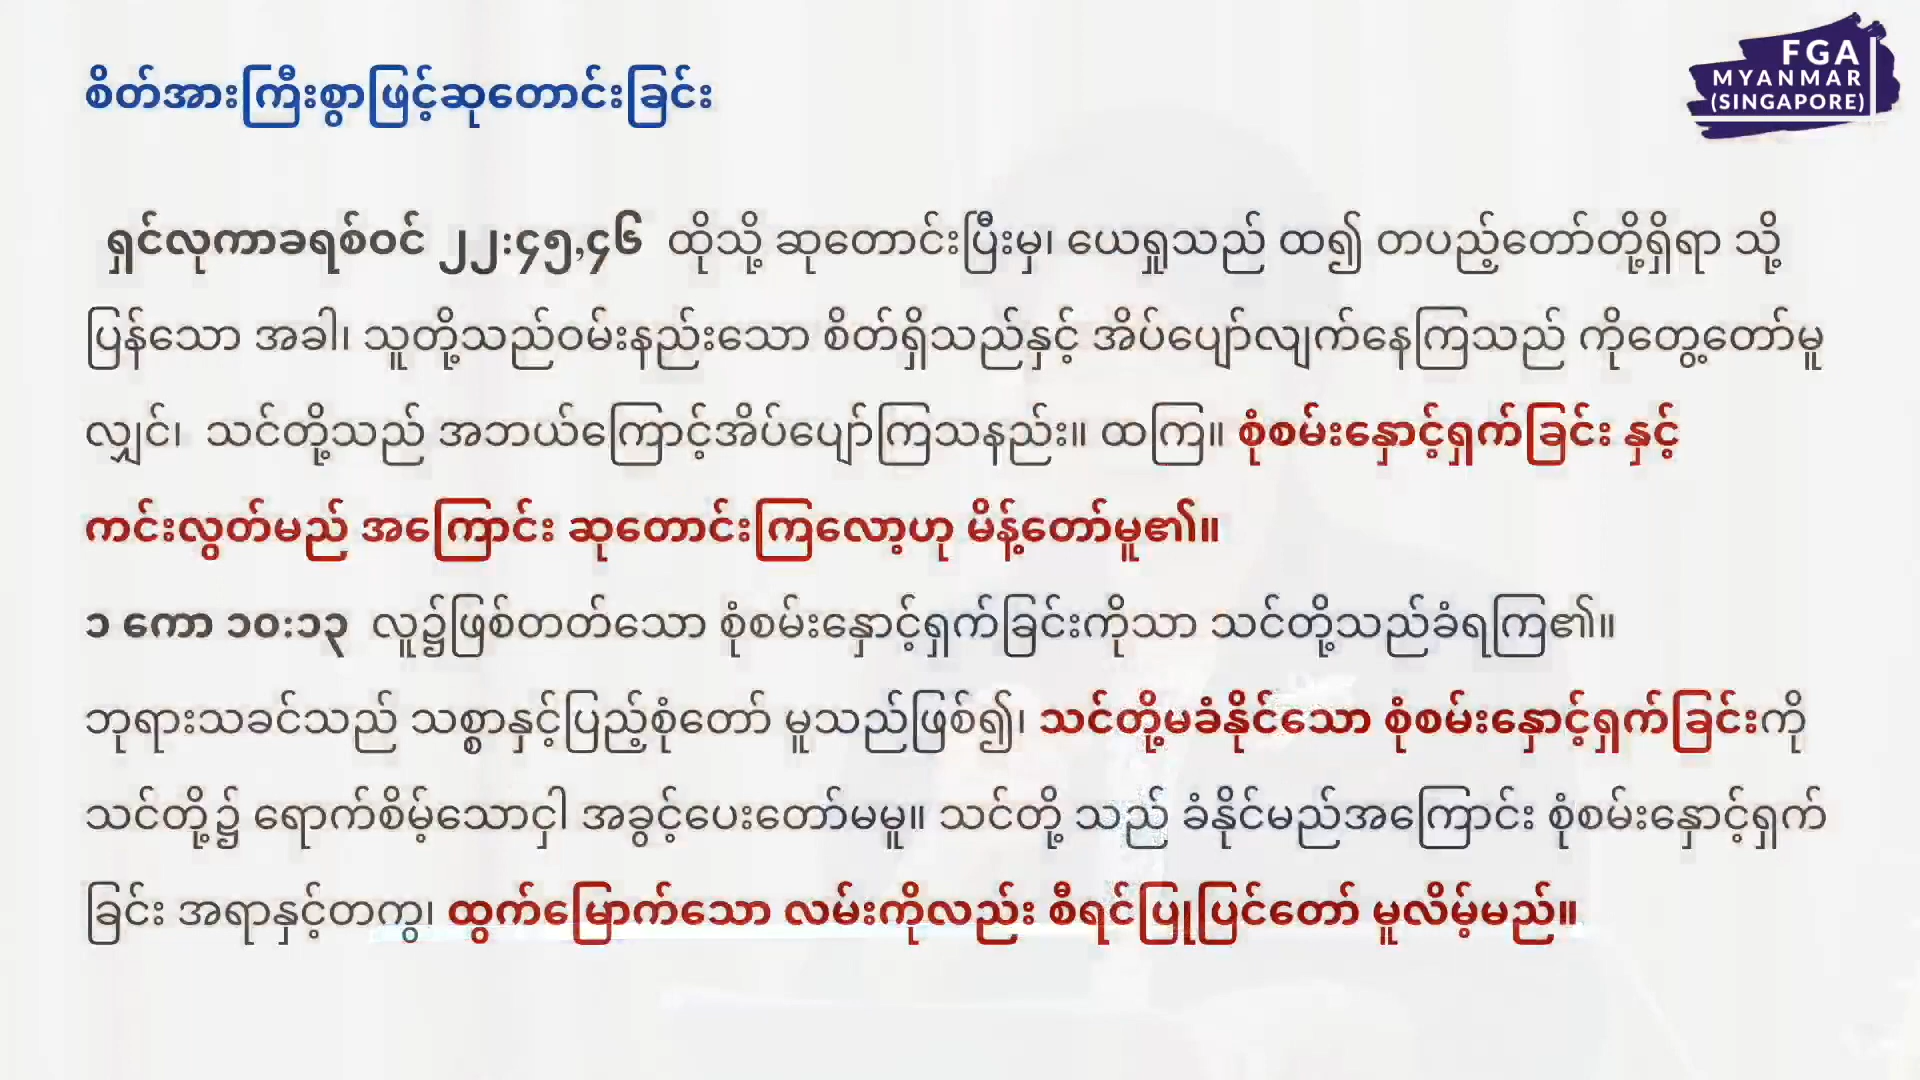 စိတ်အားကြီးစွာဖြင့်ဆုတောင်းခြင်း
FGA
MYANMAR
(SINGAPORE)
ရှင်လုကာခရစ်ဝင် ၂၂:၄၅,၄၆ ထိုသို့ ဆုတောင်းပြီးမှ၊ ယေရှုသည် ထ၍ တပည့်တော်တို့ရှိရာ သို့
ပြန်သော အခါ၊ သူတို့သည်ဝမ်းနည်းသော စိတ်ရှိသည်နှင့် အိပ်ပျော်လျက်နေကြသည် ကိုတွေ့တော်မူ
လျှင်၊ သင်တို့သည် အဘယ်ကြောင့်အိပ်ပျော်ကြသနည်း။ ထကြ။ စုံစမ်းနှောင့်ရှက်ခြင်း နှင့်
ကင်းလွတ်မည် အကြောင်း ဆုတောင်းကြလော့ဟု မိန့်တော်မူ၏။
၁ ကော ၁၀:၁၃ လူ၌ဖြစ်တတ်သော စုံစမ်းနှောင့်ရှက်ခြင်းကိုသာ သင်တို့သည်ခံရကြ၏။
ဘုရားသခင်သည် သစ္စာနှင့်ပြည့်စုံတော် မူသည်ဖြစ်၍၊ သင်တို့မခံနိုင်သော စုံစမ်းနှောင့်ရှက်ခြင်းကို
သင်တို့၌ ရောက်စိမ့်သောငှါ အခွင့်ပေးတော်မမူ။ သင်တို့ သည် ခံနိုင်မည်အကြောင်း စုံစမ်းနှောင့်ရှက်
ခြင်း အရာနှင့်တကွ၊ ထွက်မြောက်သော လမ်းကိုလည်း စီရင်ပြုပြင်တော် မူလိမ့်မည်။